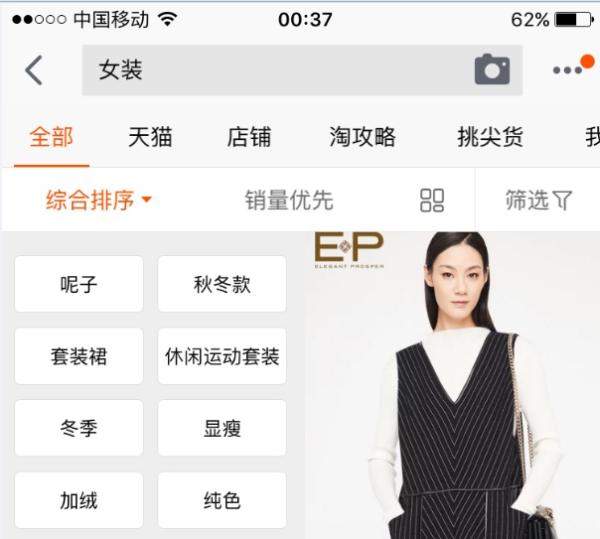 中国移动 00:37 62%
女装
全部 天猫 店铺 淘攻略 挑尖货
综合排序 销量优先 筛选
E·P
ELEGANT PROSPER
呢子 秋冬款
套装裙 休闲运动套装
冬季 显瘦
加绒 纯色